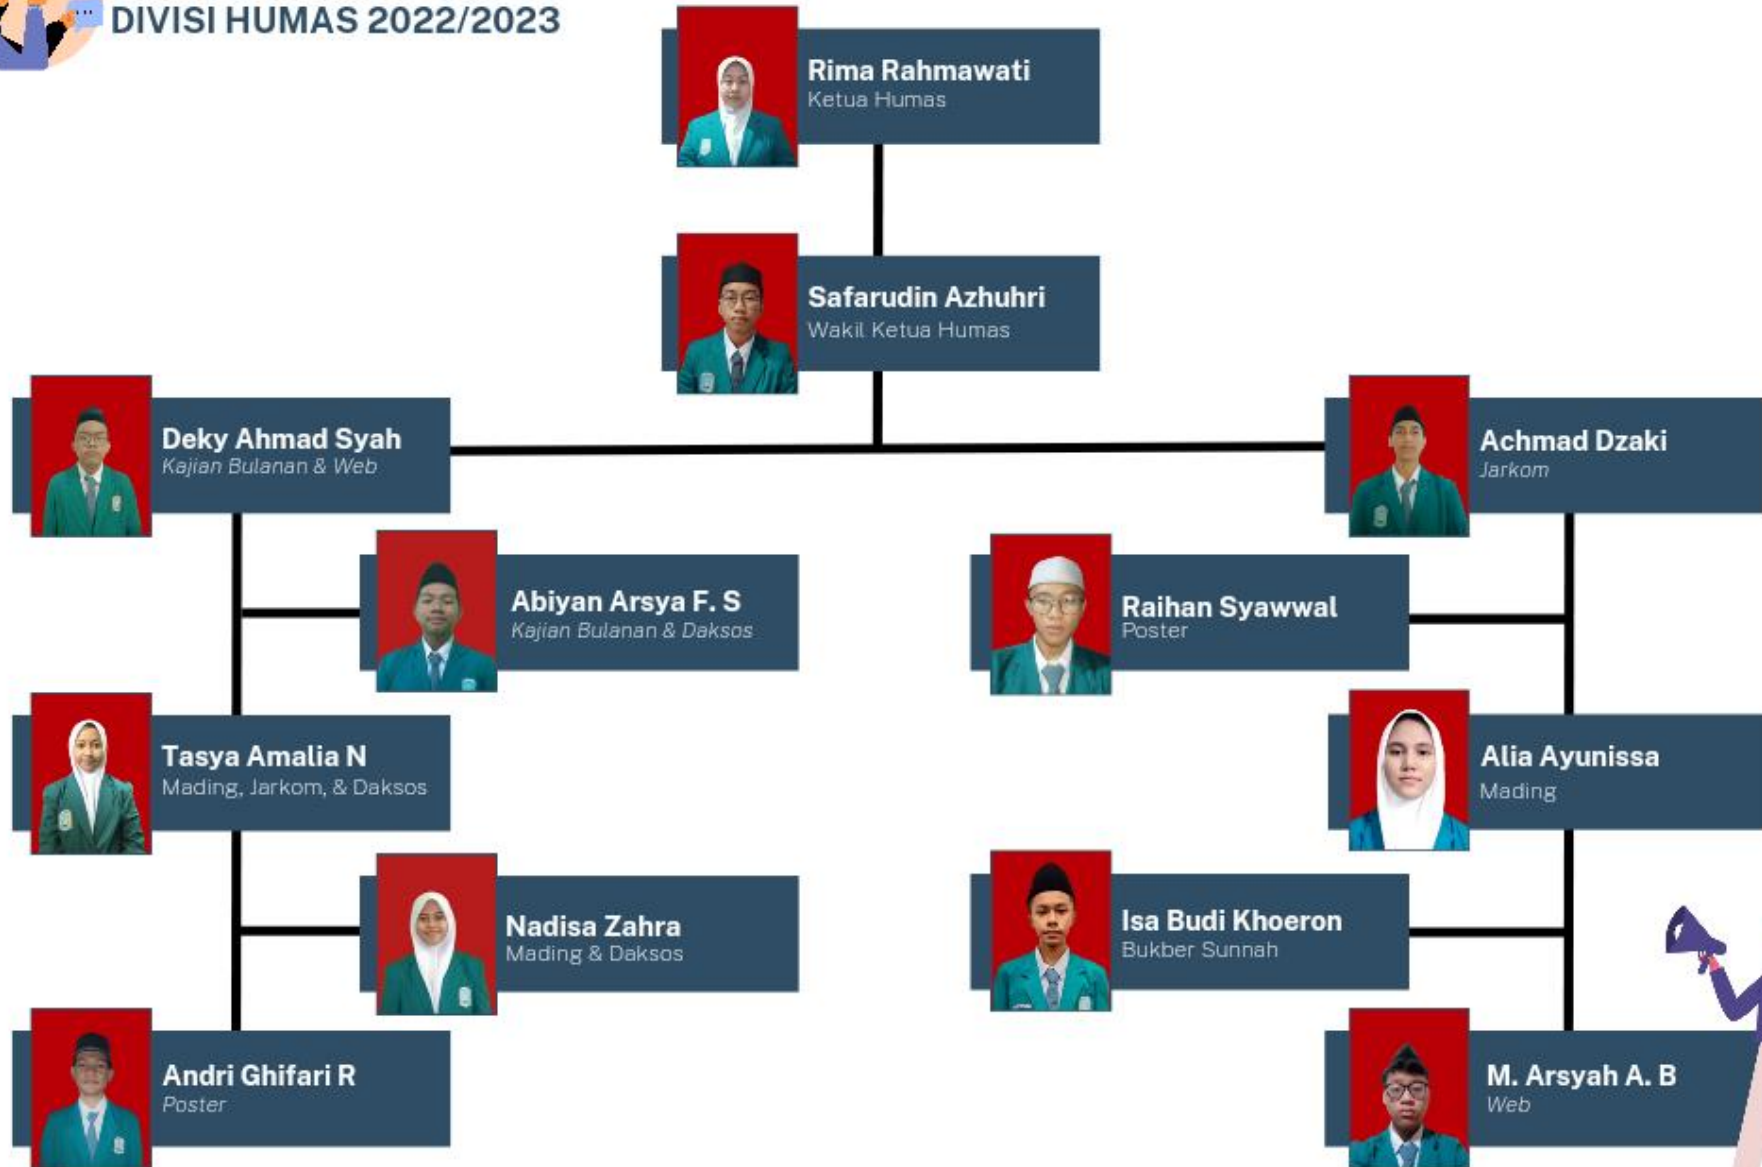 DIVISI HUMAS 2022/2023
Rima Rahmawati
Ketua Humas
Safarudin Azhuhri
Wakil Ketua Humas
Deky Ahmad Syah
Kajian Bulanan & Web
Achmad Dzaki
Jarkom
Abiyan Arsya F. S
Kajian Bulanan & Daksos
Raihan Syawwal
Poster
Tasya Amalia N
Mading, Jarkom, & Daksos
Alia Ayunissa
Mading
Nadisa Zahra
Mading & Daksos
Isa Budi Khoeron
Bukber Sunnah
Andri Ghifari R
Poster
M. Arsyah A. B
Web